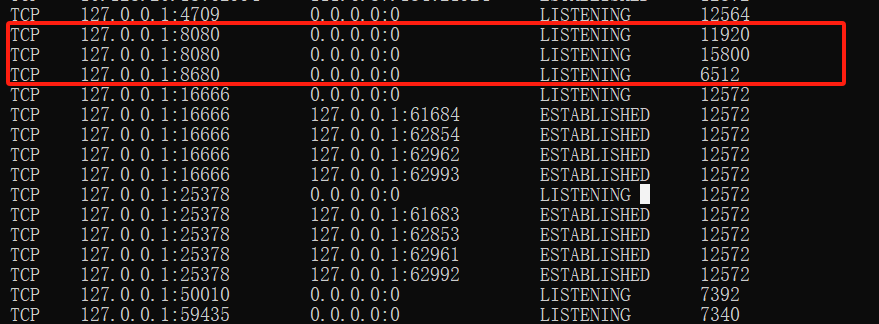 TCP 127.0.0.1:4709 0.0.0.0:0 LISTENING 12564
TCP 127.0.0.1:8080 0.0.0.0:0 LISTENING 11920
TCP 127.0.0.1:8080 0.0.0.0:0 LISTENING 15800
TCP 127.0.0.1:8680 0.0.0.0:0 LISTENING 6512
TCP 127.0.0.1:16666 0.0.0.0:0 LISTENING 12572
TCP 127.0.0.1:16666 127.0.0.1:61684 ESTABLISHED 12572
TCP 127.0.0.1:16666 127.0.0.1:62854 ESTABLISHED 12572
TCP 127.0.0.1:16666 127.0.0.1:62962 ESTABLISHED 12572
TCP 127.0.0.1:16666 127.0.0.1:62993 ESTABLISHED 12572
TCP 127.0.0.1:25378 0.0.0.0:0 LISTENING 12572
TCP 127.0.0.1:25378 127.0.0.1:61683 ESTABLISHED 12572
TCP 127.0.0.1:25378 127.0.0.1:62853 ESTABLISHED 12572
TCP 127.0.0.1:25378 127.0.0.1:62961 ESTABLISHED 12572
TCP 127.0.0.1:25378 127.0.0.1:62992 ESTABLISHED 12572
TCP 127.0.0.1:50010 0.0.0.0:0 LISTENING 7392
TCP 127.0.0.1:59435 0.0.0.0:0 LISTENING 7340